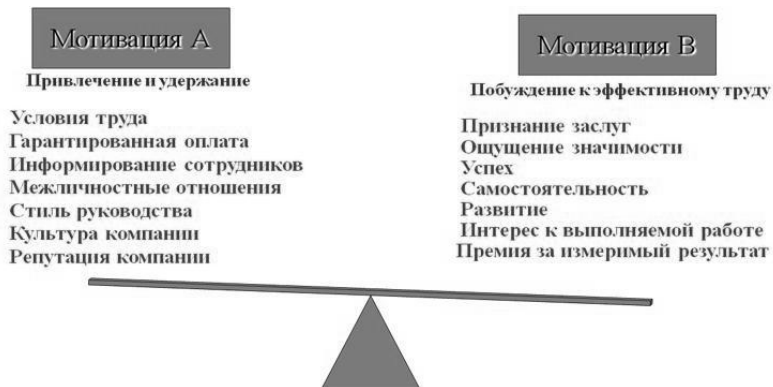 Мотивация А
Привлечение и удержание
Условия труда
Гарантированная оплата
Информирование сотрудников
Межличностные отношения
Стиль руководства
Культура компании
Репутация компании
Мотивация В
Побуждение к эффективному труду
Признание заслуг
Ощущение значимости
Успех
Самостоятельность
Развитие
Интерес к выполняемой работе
Премия за измеримый результат